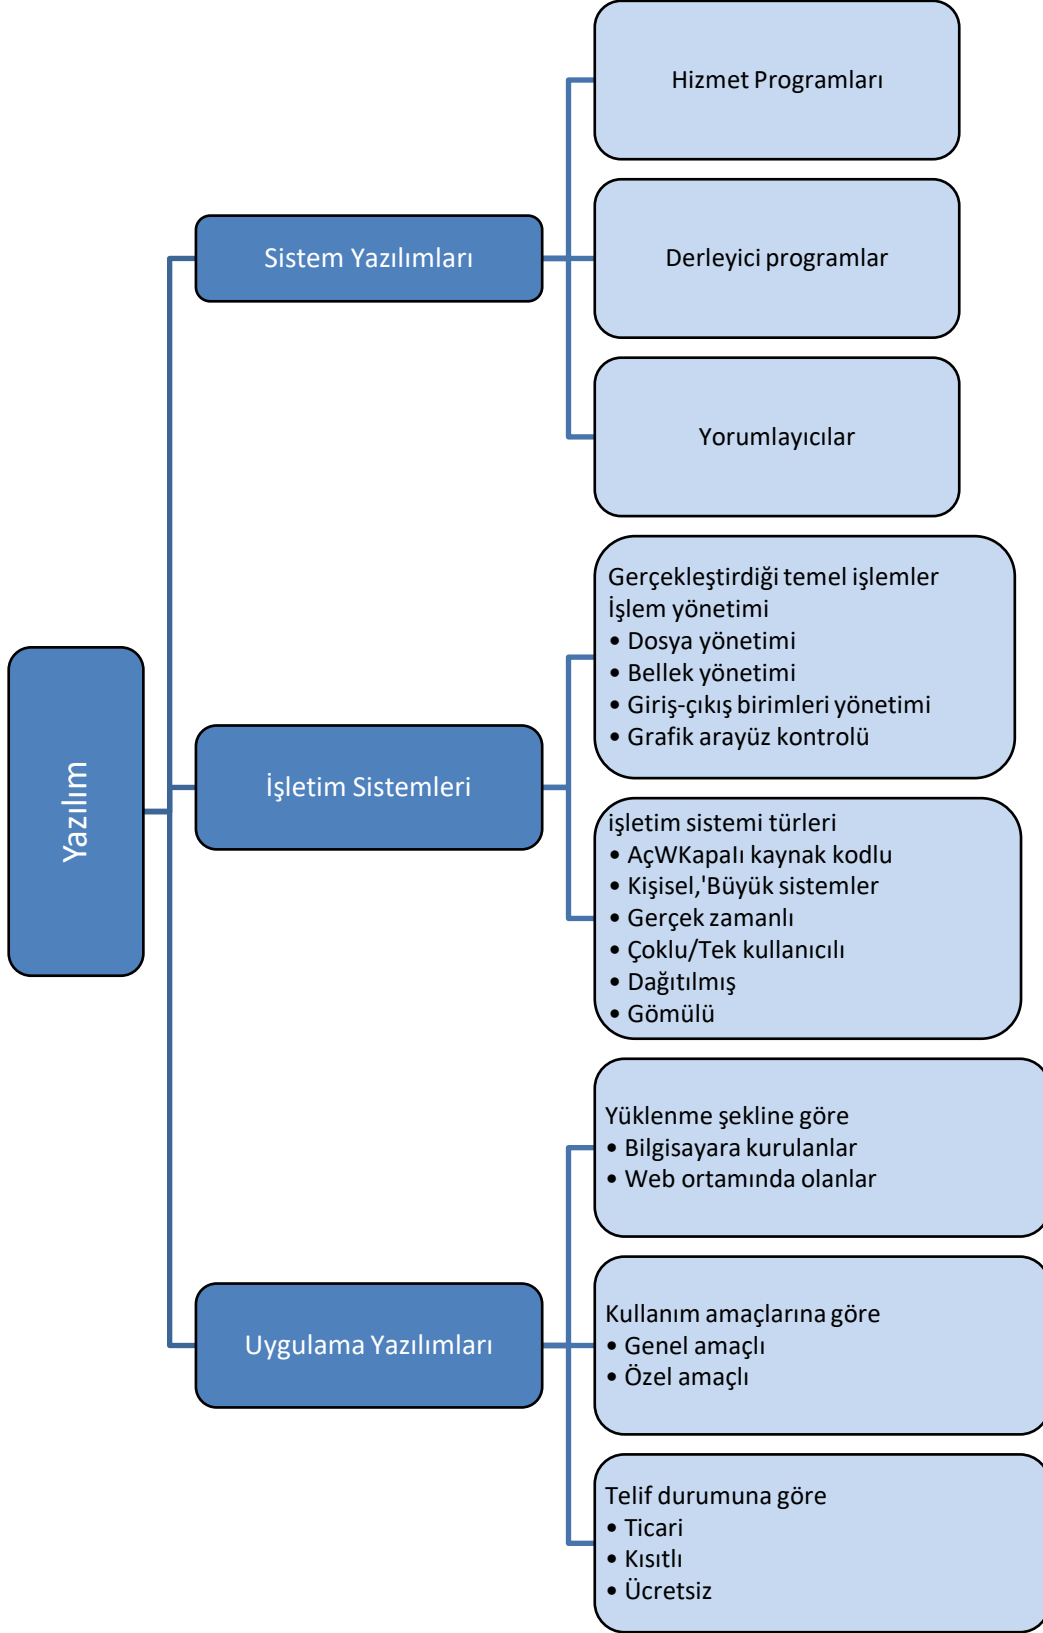 Yazılım
Sistem Yazılımları
Hizmet Programları
Derleyici programlar
Yorumlayıcılar
İşletim Sistemleri
Gerçekleştirdiği temel işlemler
İşlem yönetimi
• Dosya yönetimi
• Bellek yönetimi
• Giriş-çıkış birimleri yönetimi
• Grafik arayüz kontrolü
işletim sistemi türleri
• AçWKapalı kaynak kodlu
• Kişisel,'Büyük sistemler
• Gerçek zamanlı
• Çoklu/Tek kullanıcılı
• Dağıtılmış
• Gömülü
Uygulama Yazılımları
Yüklenme şekline göre
• Bilgisayara kurulanlar
• Web ortamında olanlar
Kullanım amaçlarına göre
• Genel amaçlı
• Özel amaçlı
Telif durumuna göre
• Ticari
• Kısıtlı
• Ücretsiz